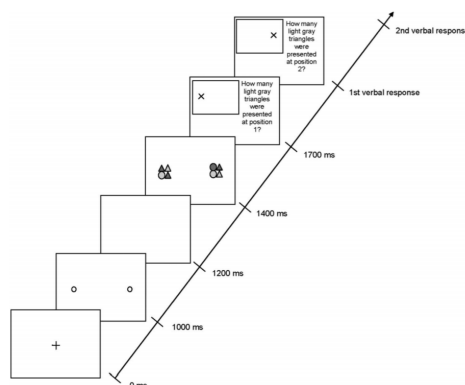 How many
light gray
triangles
were
presented
at position
2?
2nd verbal respons
How many
light gray
triangles
were
presented
at position
1?
1st verbal response
1700 ms
1400 ms
1200 ms
1000 ms
0 ms